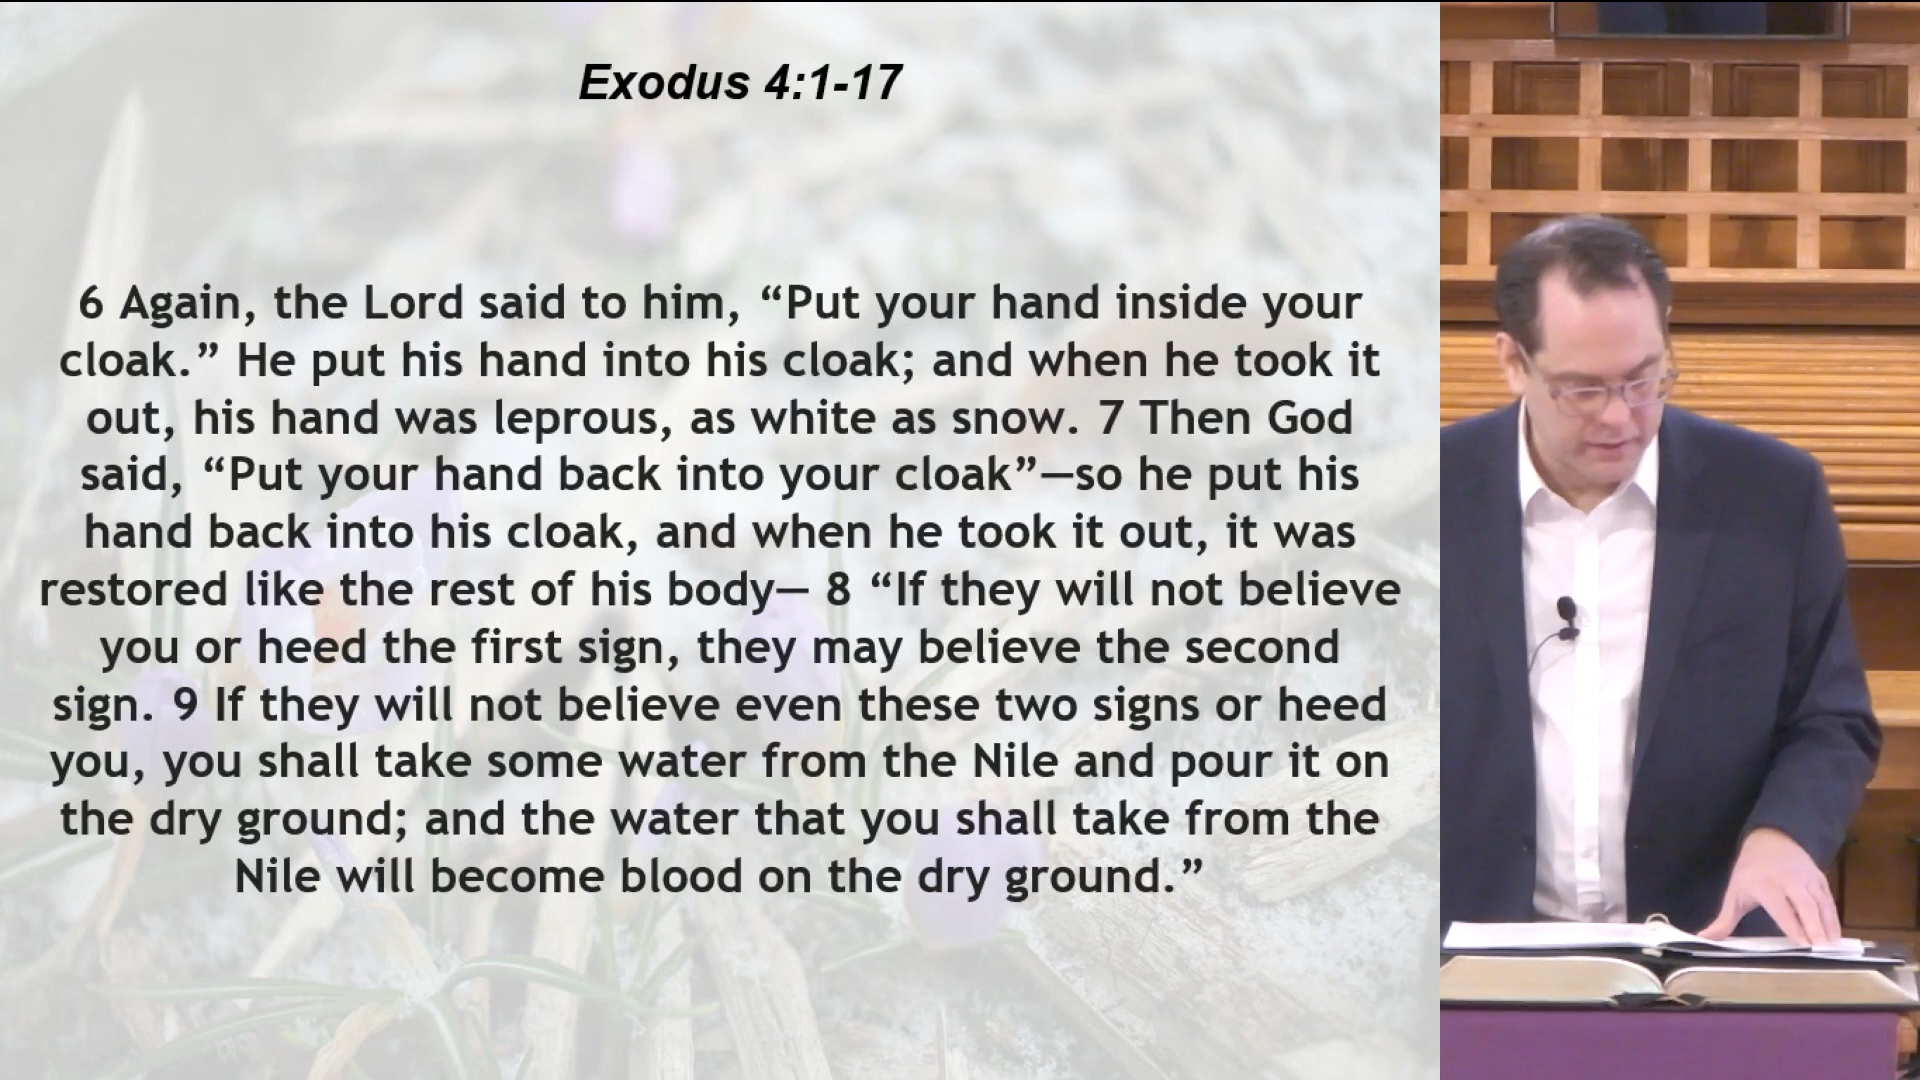 Exodus 4:1-17
6 Again, the Lord said to him, “Put your hand inside your
cloak.” He put his hand into his cloak; and when he took it
out, his hand was leprous, as white as snow. 7 Then God
said, “Put your hand back into your cloak”—so he put his
hand back into his cloak, and when he took it out, it was
restored like the rest of his body— 8 “If they will not believe
you or heed the first sign, they may believe the second
sign. 9 If they will not believe even these two signs or heed
you, you shall take some water from the Nile and pour it on
the dry ground; and the water that you shall take from the
Nile will become blood on the dry ground.”